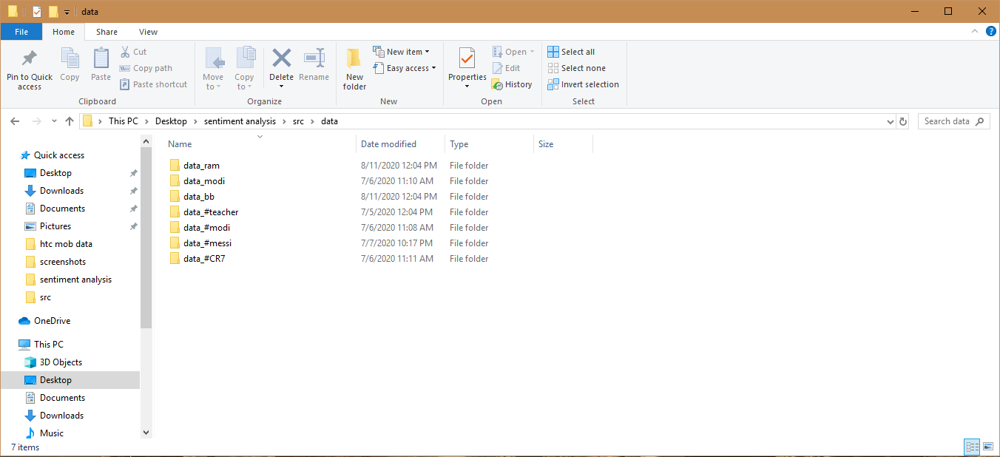 data
File Home Share View
Pin to Quick access
Copy
Paste
Cut
Copy path
Paste shortcut
Clipboard
Move to
Copy to
Delete
Rename
Organize
New folder
New item
Easy access
New
Properties
Open
Edit
History
Open
Select all
Select none
Invert selection
Select
This PC > Desktop > sentiment analysis > src > data
Search data
Quick access
Desktop
Downloads
Documents
Pictures
htc mob data
screenshots
sentiment analysis
src
OneDrive
This PC
3D Objects
Desktop
Documents
Downloads
Music
Name Date modified Type Size
data_ram 8/11/2020 12:04 PM File folder
data_modi 7/6/2020 11:10 AM File folder
data_bb 8/11/2020 12:04 PM File folder
data_#teacher 7/5/2020 12:04 PM File folder
data_#modi 7/6/2020 11:08 AM File folder
data_#messi 7/7/2020 10:17 PM File folder
data_#CR7 7/6/2020 11:11 AM File folder
7 items